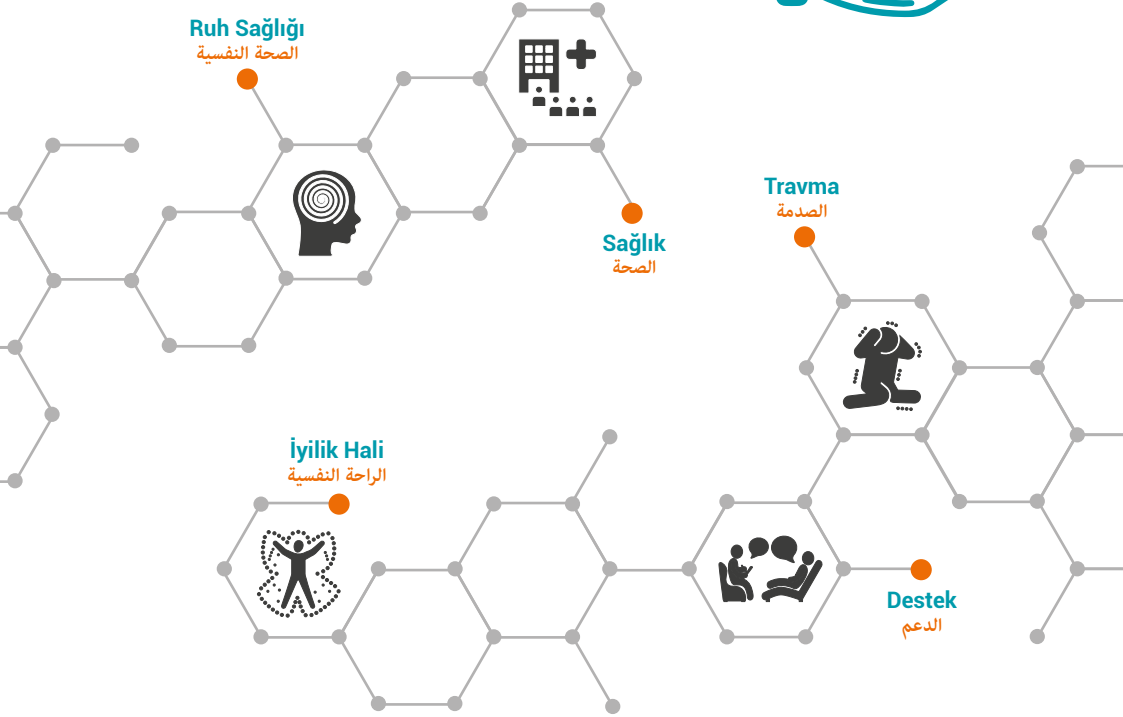 Ruh Sağlığı
الصحة النفسية
Sağlık
الصحة
Travma
الصدمة
İyilik Hali
الراحة النفسية
Destek
الدعم